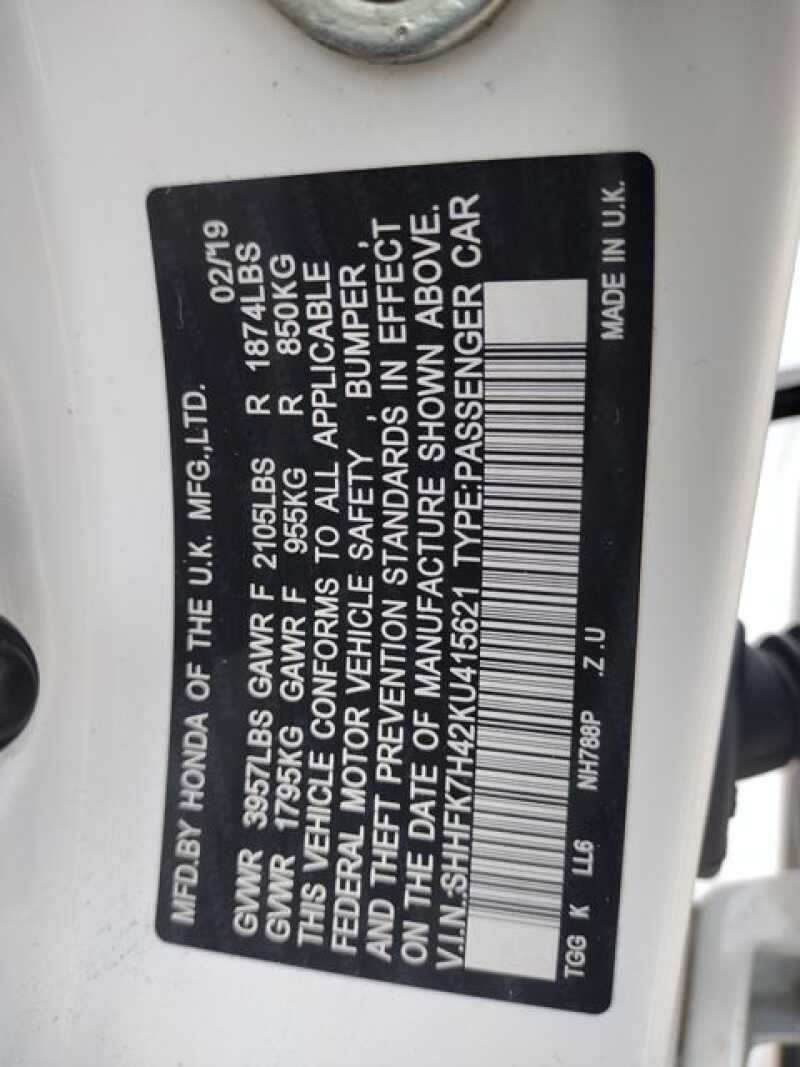 MFD.BY HONDA OF THE U.K. MFG.,LTD. 02/19
GVWR 3957LBS GAWR F 2105LBS R 1874LBS
GVWR 1795KG GAWR F 955KG R 850KG
THIS VEHICLE CONFORMS TO ALL APPLICABLE
FEDERAL MOTOR VEHICLE SAFETY , BUMPER ,
AND THEFT PREVENTION STANDARDS IN EFFECT
ON THE DATE OF MANUFACTURE SHOWN ABOVE.
V.I.N.:SHHFK7H42KU415621 TYPE:PASSENGER CAR
TGG K LL6 NH788P .Z .U MADE IN U.K.